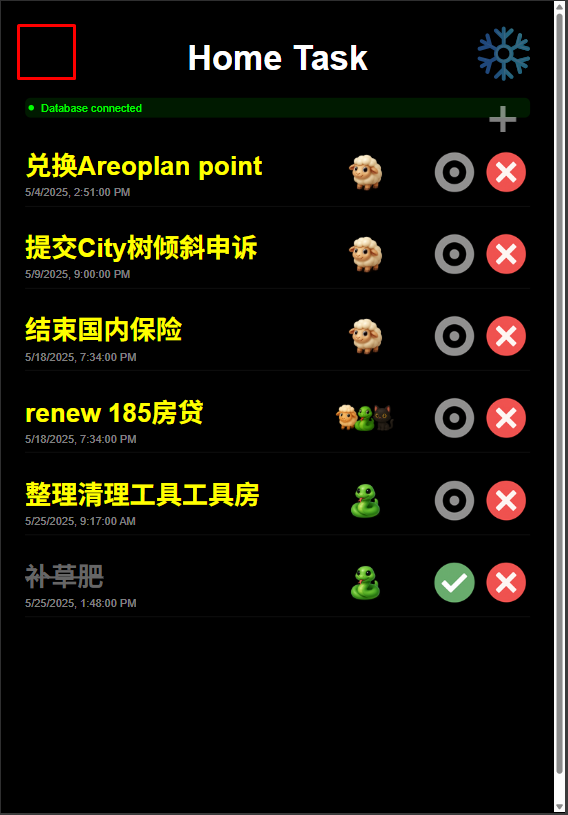 Home Task
Database connected
兑换Areoplan point
5/4/2025, 2:51:00 PM
提交City树倾斜申诉
5/9/2025, 9:00:00 PM
结束国内保险
5/18/2025, 7:34:00 PM
renew 185房贷
5/18/2025, 7:34:00 PM
整理清理工具工具房
5/25/2025, 9:17:00 AM
补草肥
5/25/2025, 1:48:00 PM